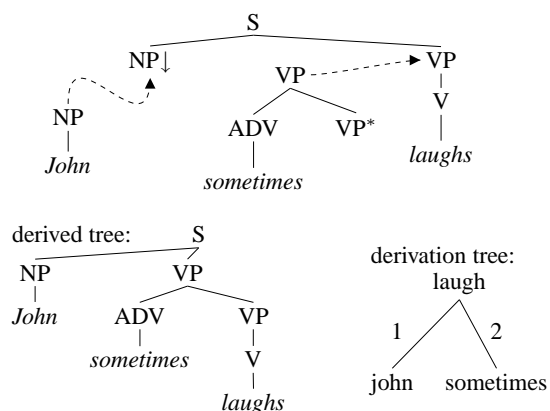 S
NP↓ VP VP
NP V
ADV VP*
John laughs
sometimes
derived tree: S
NP VP
John ADV VP
sometimes V
laughs
derivation tree:
laugh
1 2
john sometimes